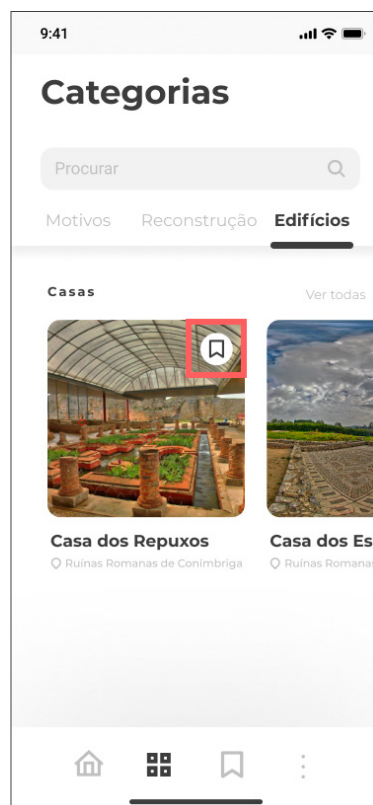 9:41
Categorias
Procurar
Motivos Reconstrução Edifícios
Casas Ver todas
Casa dos Repuxos Casa dos Es
Ruínas Romanas de Conímbriga Ruínas Romanas